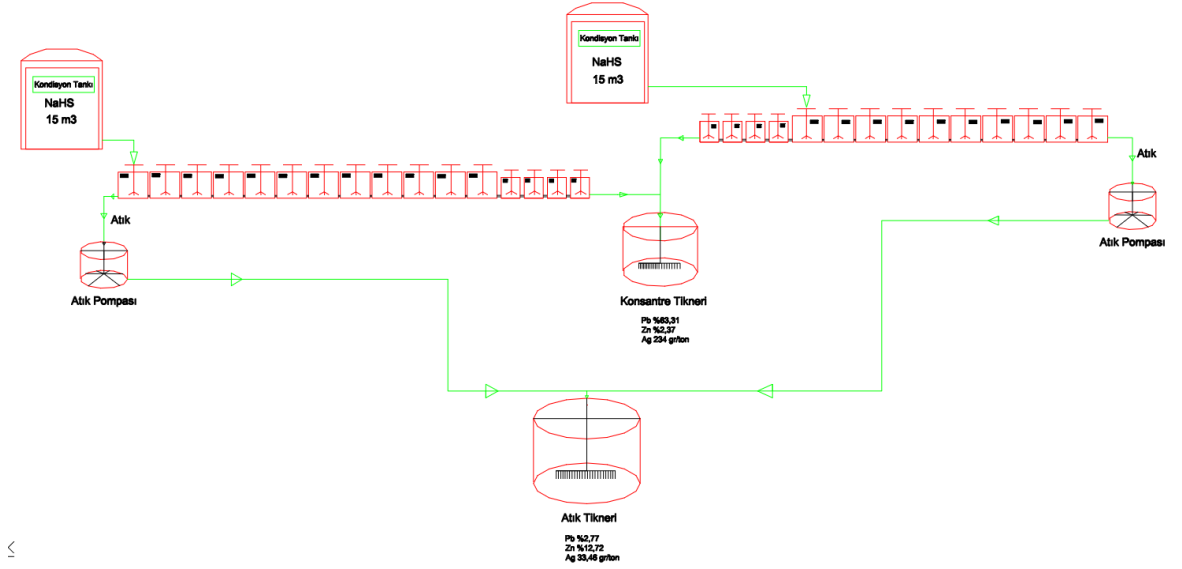 Kondisyon Tankı
NaHS
15 m3
Kondisyon Tankı
NaHS
15 m3
Atık
Atık
Atık Pompası
Atık Pompası
Konsantre Tikneri
Pb %63,31
Zn %2,37
Ag 234 gr/ton
Atık Tikneri
Pb %2,77
Zn %12,72
Ag 33,46 gr/ton